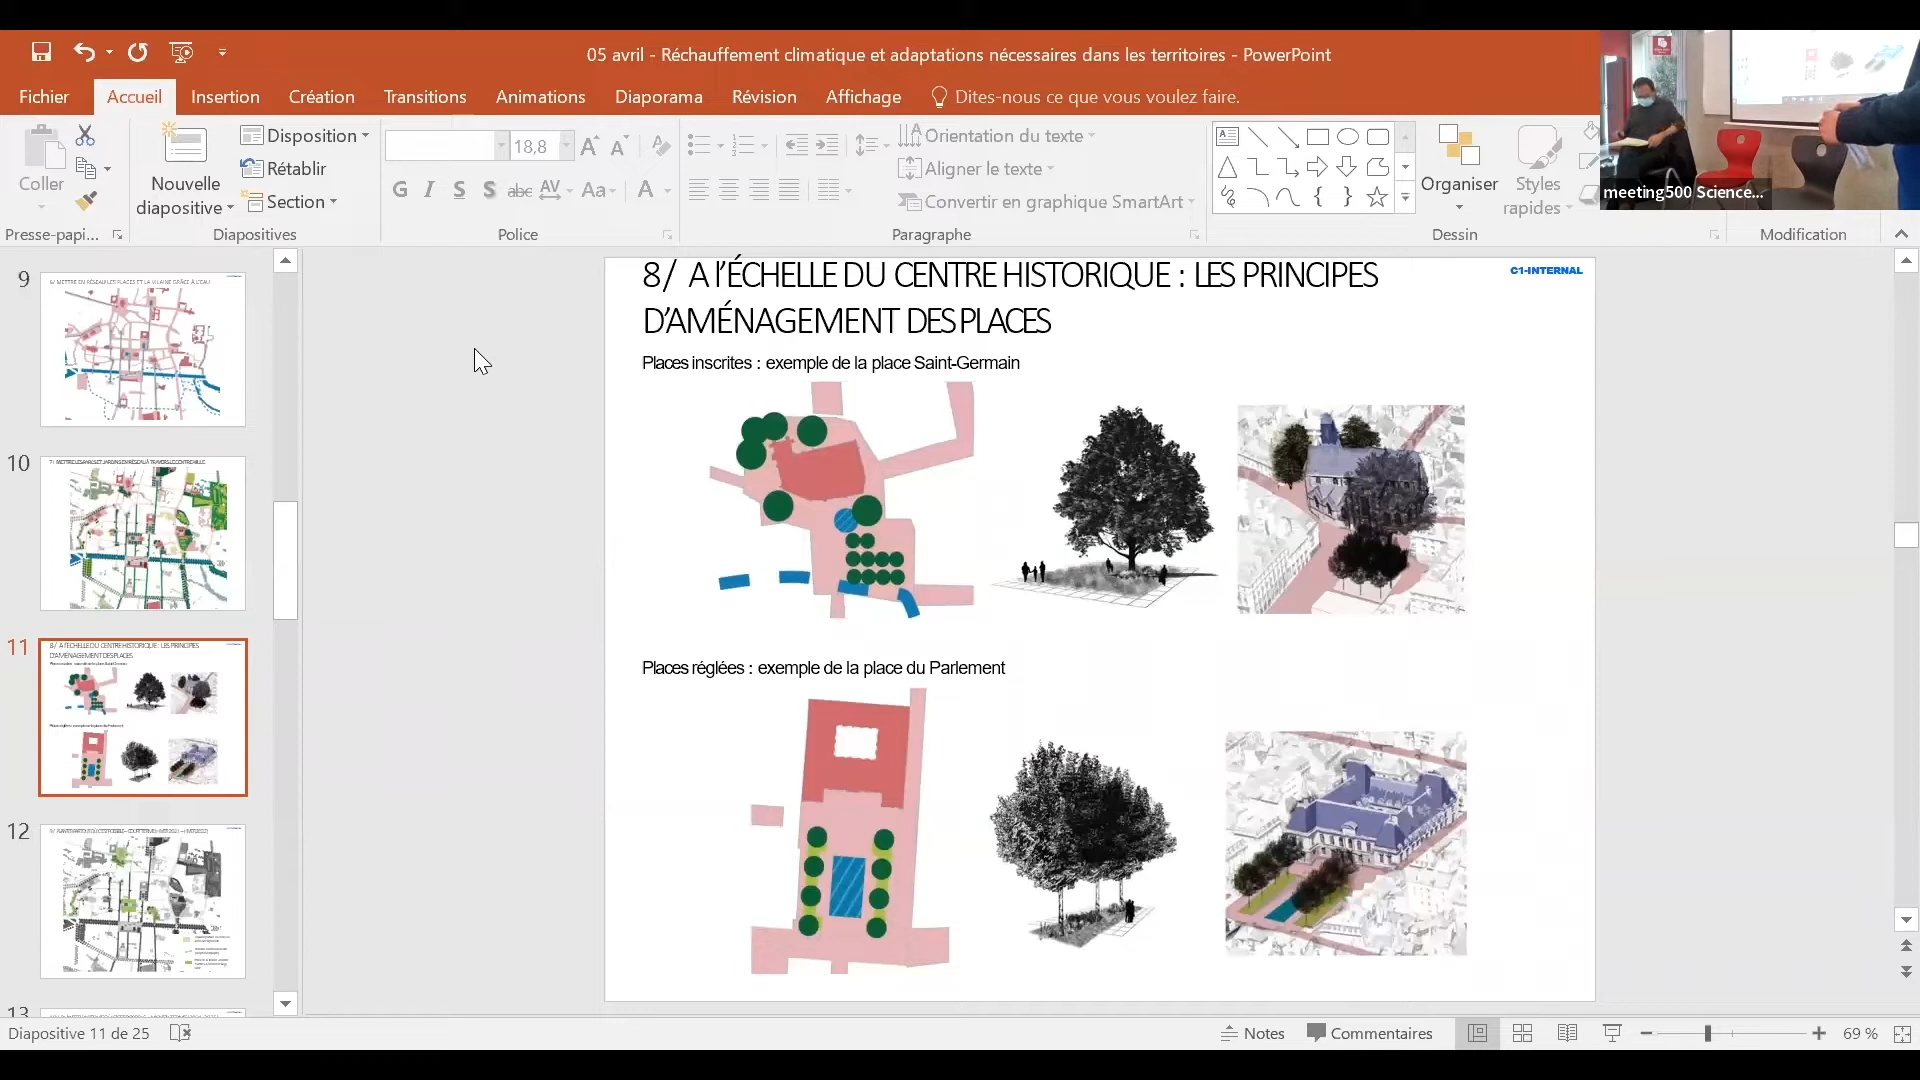 05 avril - Réchauffement climatique et adaptations nécessaires dans les territoires - PowerPoint
Fichier
Accueil
Insertion
Création
Transitions
Animations
Diaporama
Révision
Affichage
Dites-nous ce que vous voulez faire.
Coller
Nouvelle
diapositive
Disposition
Rétablir
Section
18,8
G I S S abc AV Aa A
Orientation du texte
Aligner le texte
Convertir en graphique SmartArt
Organiser
Styles
rapides
meeting500 Science...
Presse-papi...
Diapositives
Police
Paragraphe
Dessin
Modification
9
10
11
12
13
8/ A l'ÉCHELLE DU CENTRE HISTORIQUE : LES PRINCIPES
D'AMÉNAGEMENT DES PLACES
C1-INTERNAL
Places inscrites : exemple de la place Saint-Germain
Places réglées : exemple de la place du Parlement
Diapositive 11 de 25
Notes
Commentaires
69 %